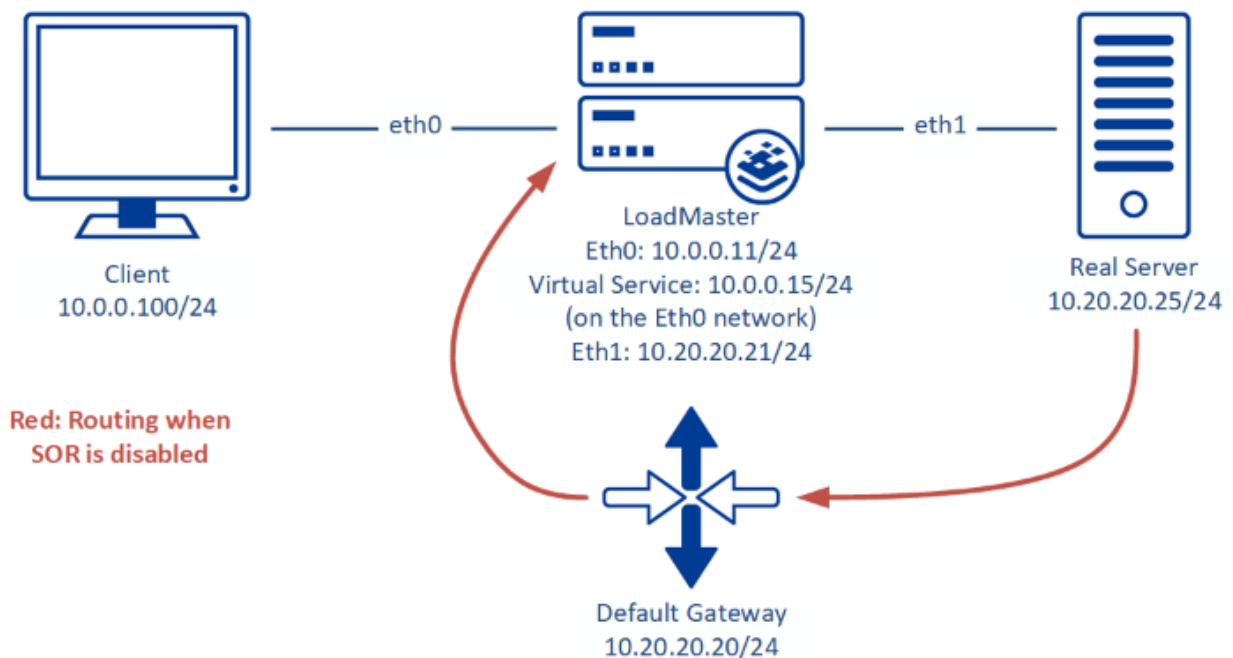 eth0
eth1
Client
10.0.0.100/24
LoadMaster
Eth0: 10.0.0.11/24
Virtual Service: 10.0.0.15/24
(on the Eth0 network)
Eth1: 10.20.20.21/24
Real Server
10.20.20.25/24
Red: Routing when
SOR is disabled
Default Gateway
10.20.20.20/24